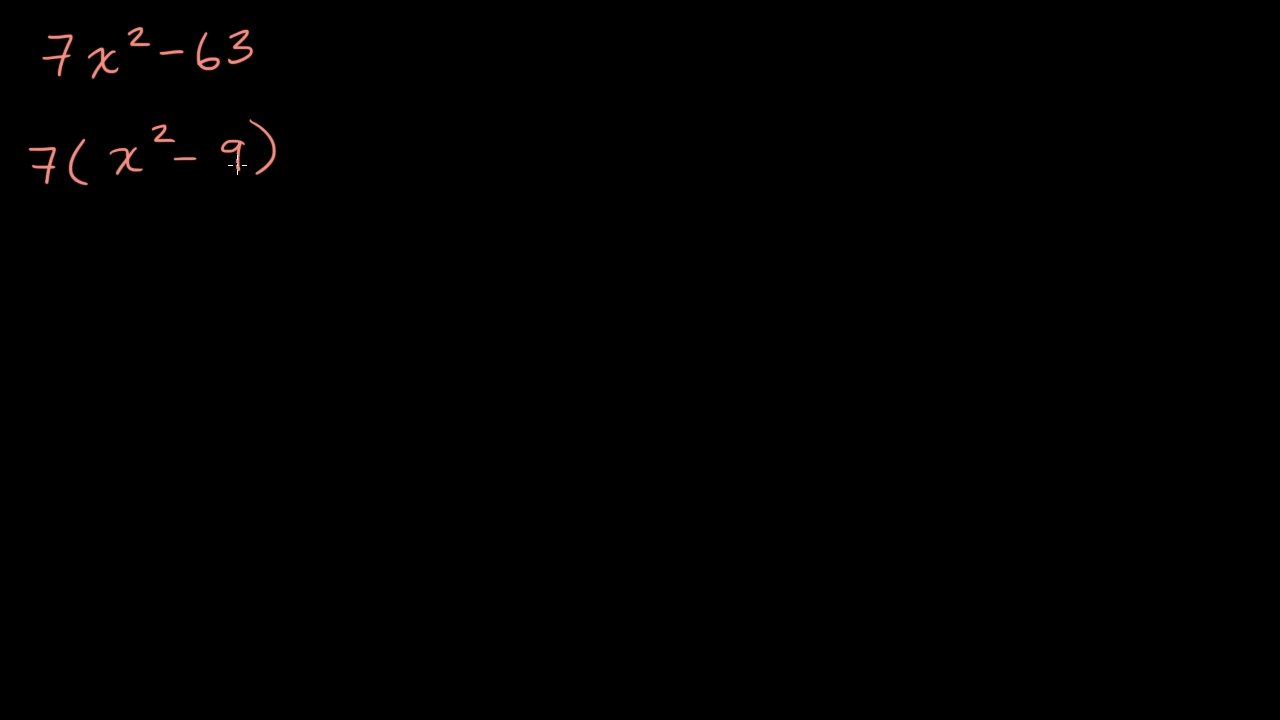 7x² - 63
7(x² - 9)